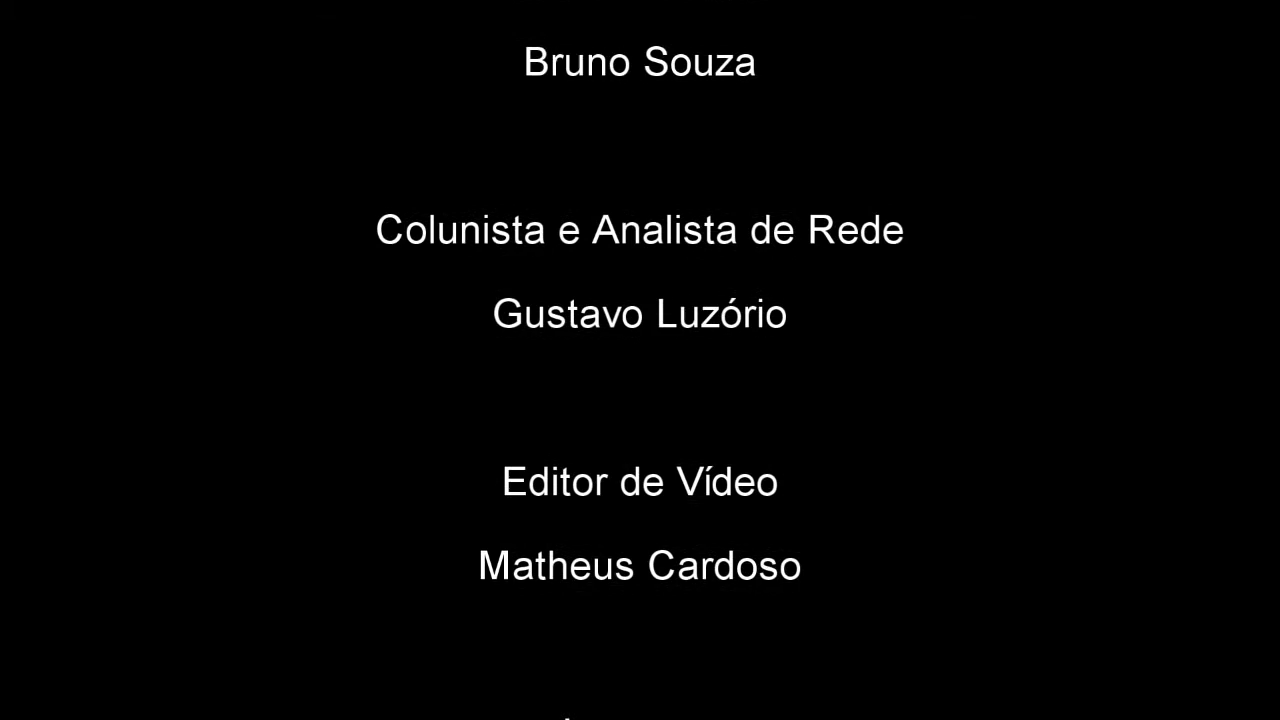 Bruno Souza
Colunista e Analista de Rede
Gustavo Luzório
Editor de Vídeo
Matheus Cardoso